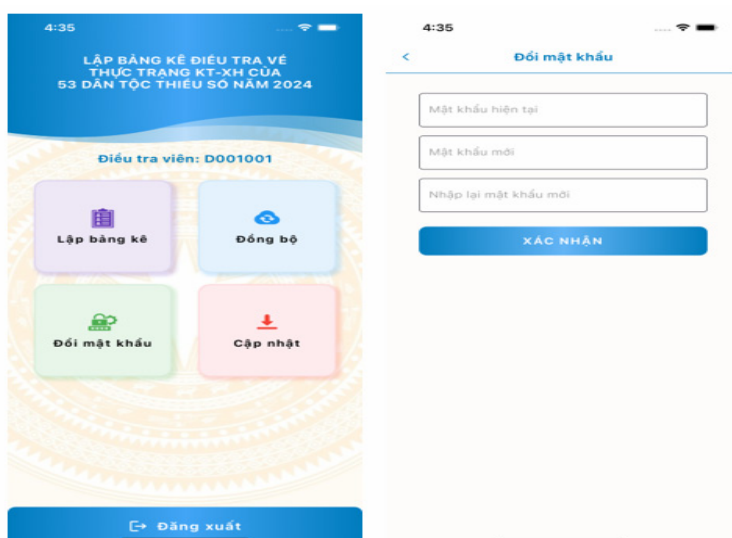 4:35
LẬP BẢNG KÊ ĐIỀU TRA VỀ
THỰC TRẠNG KT-XH CỦA
53 DÂN TỘC THIỂU SỐ NĂM 2024
Điều tra viên: D001001
Lập bảng kê
Đồng bộ
Đổi mật khẩu
Cập nhật
Đăng xuất
4:35
Đổi mật khẩu
Mật khẩu hiện tại
Mật khẩu mới
Nhập lại mật khẩu mới
XÁC NHẬN